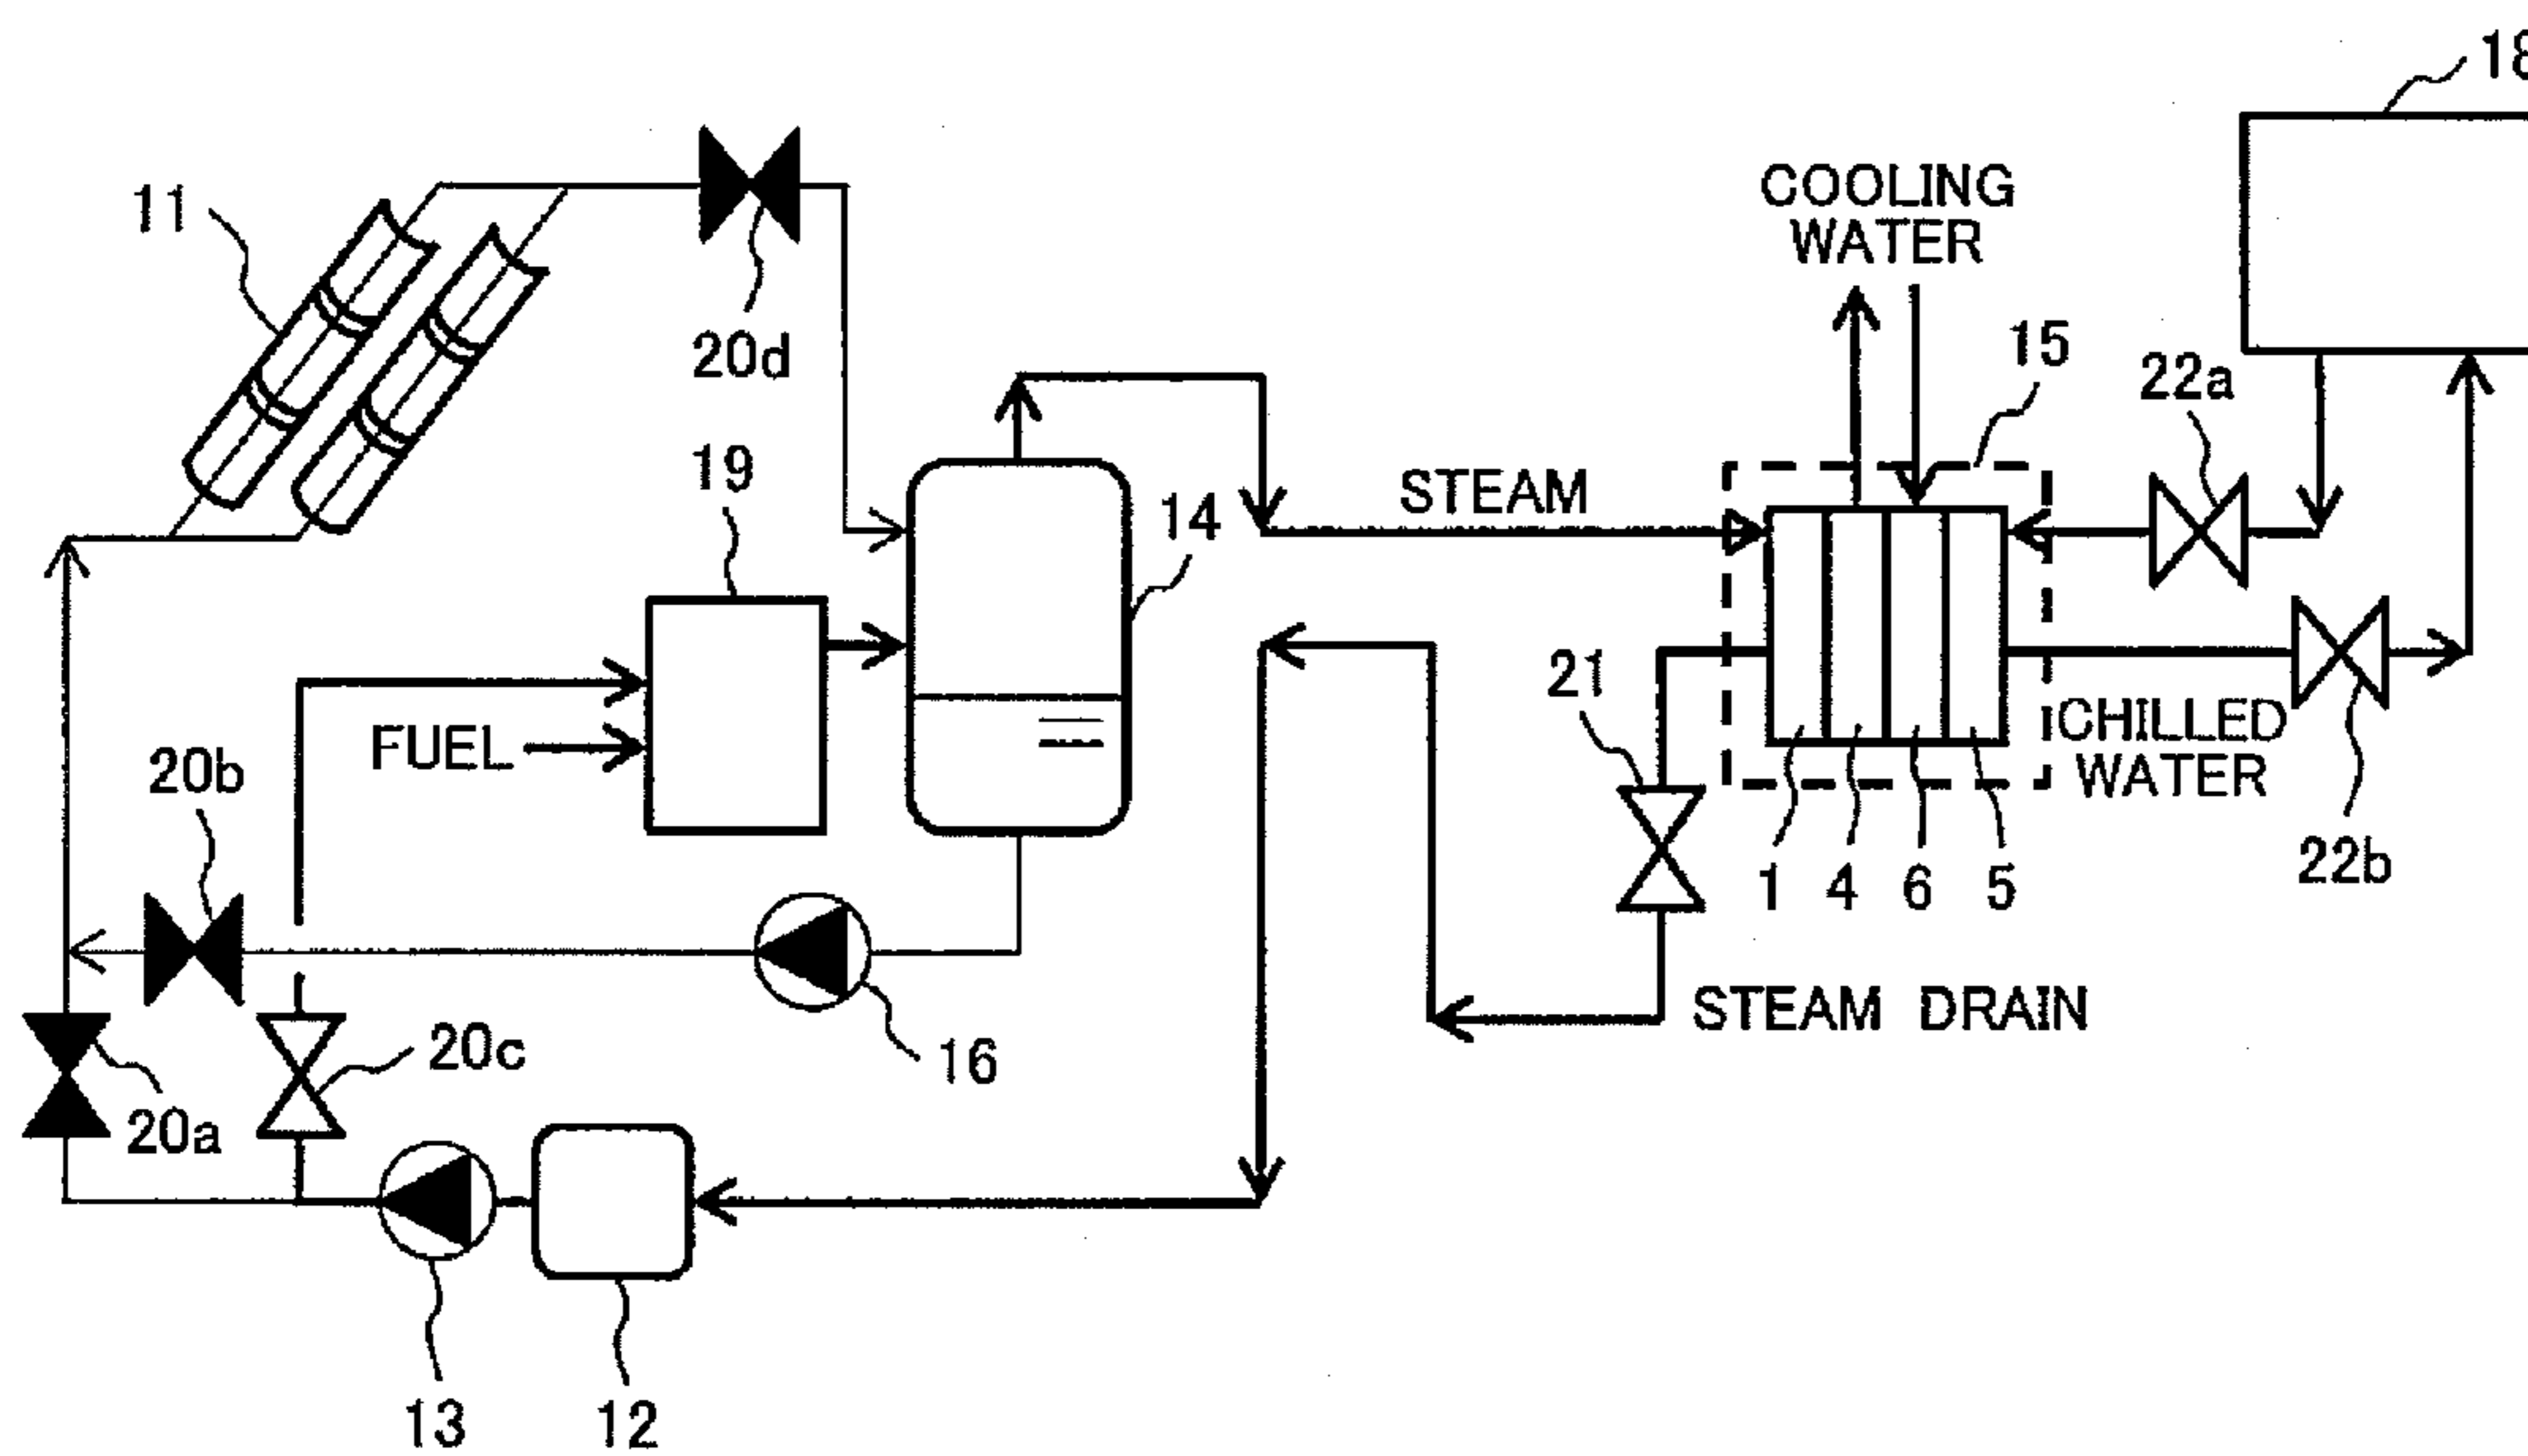 18
11
COOLING
WATER
20d
15
22a
19
STEAM
14
21
FUEL
CHILLED
WATER
20b
22b
1 4 6 5
STEAM DRAIN
16
20c
20a
13
12